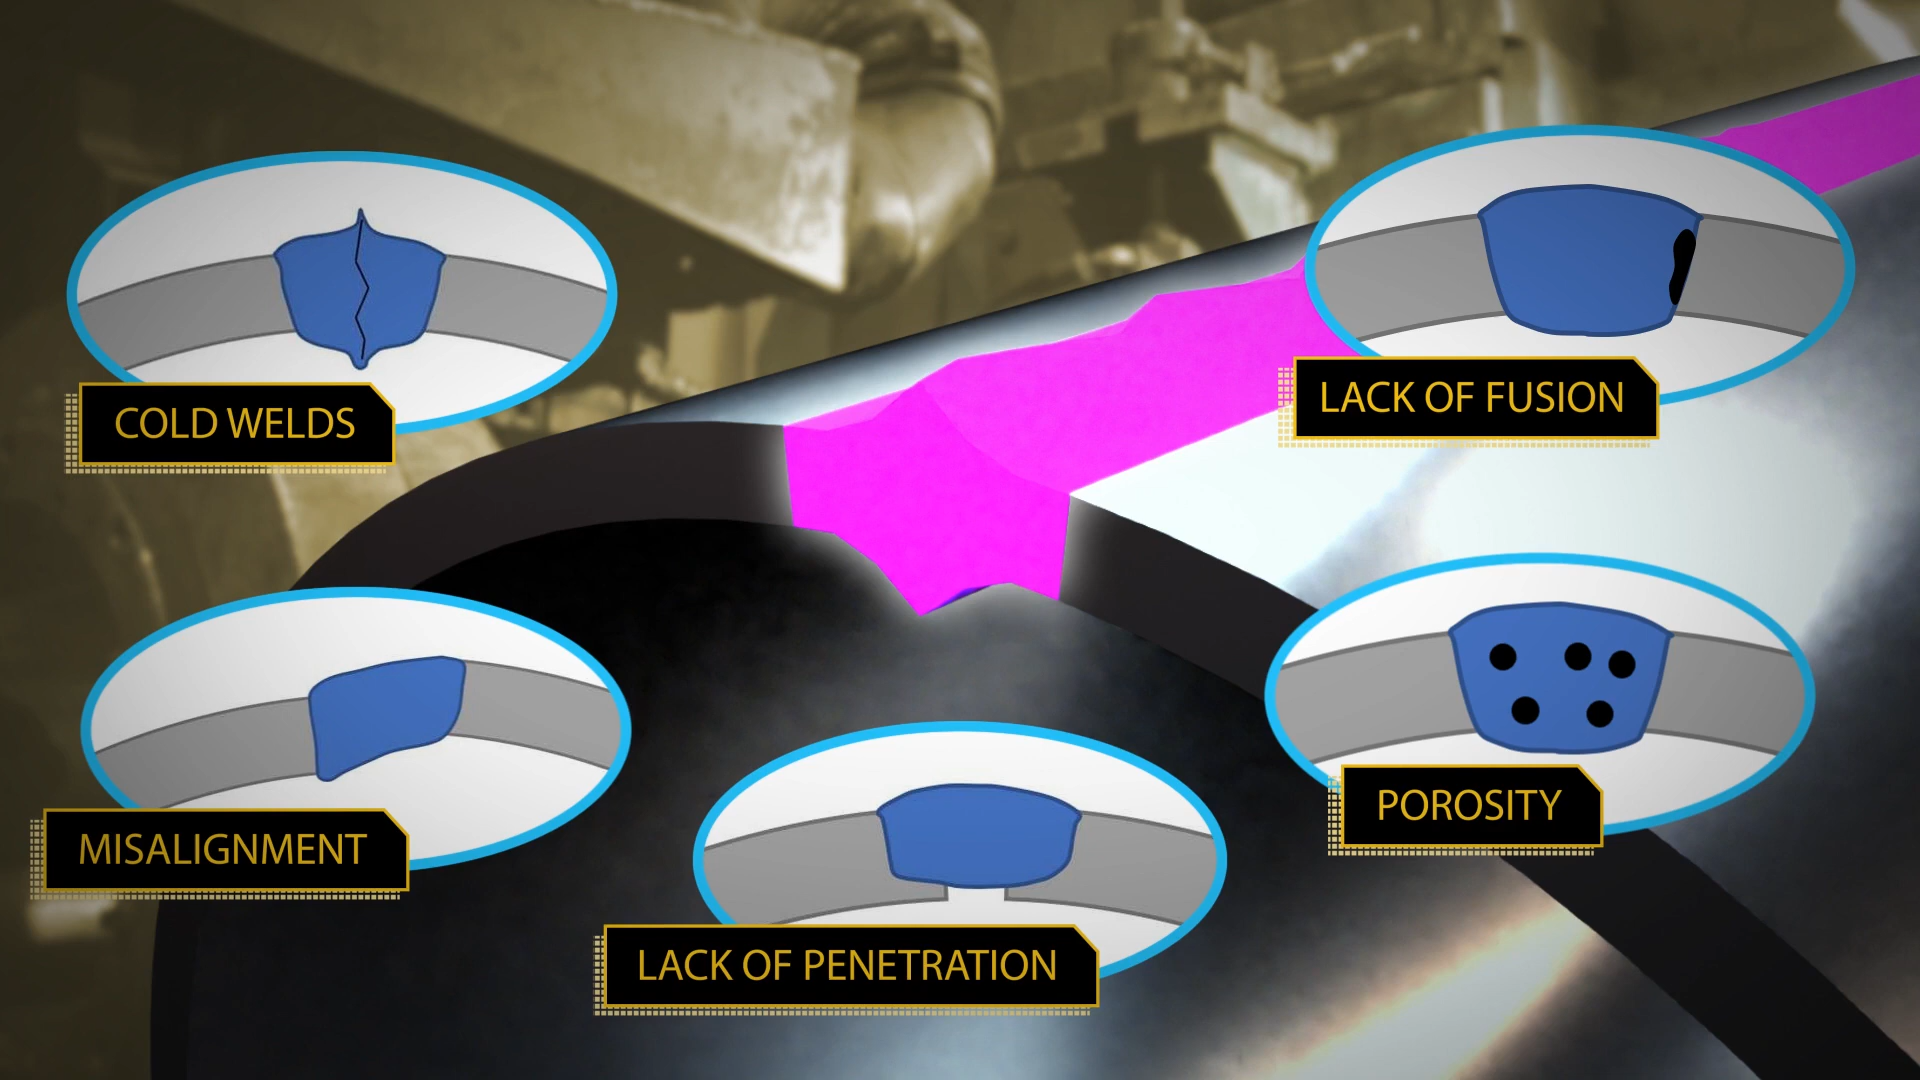 COLD WELDS
LACK OF FUSION
MISALIGNMENT
POROSITY
LACK OF PENETRATION